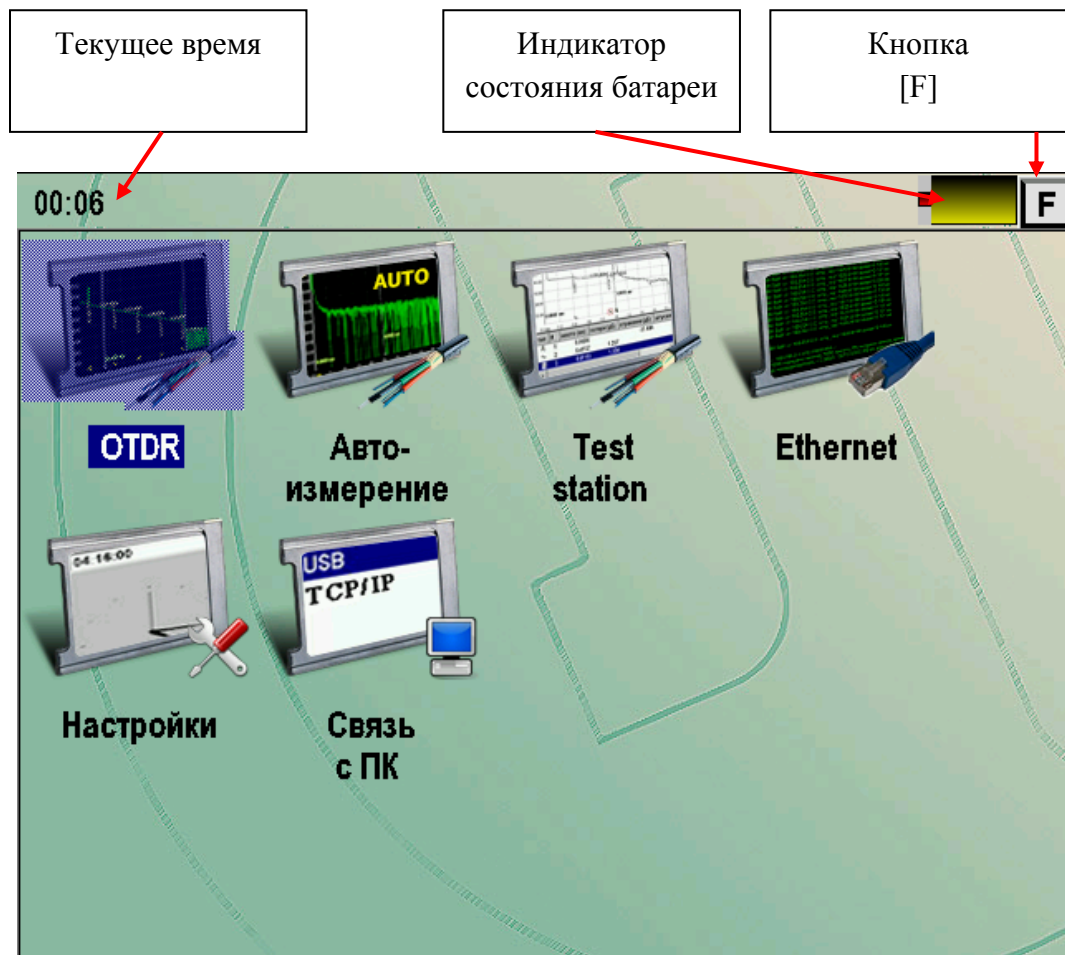 Текущее время
Индикатор
состояния батареи
Кнопка
[F]
00:06
F
AUTO
OTDR
Авто-
измерение
Test
station
Ethernet
04:16:00
USB
TCP/IP
Настройки
Связь
с ПК